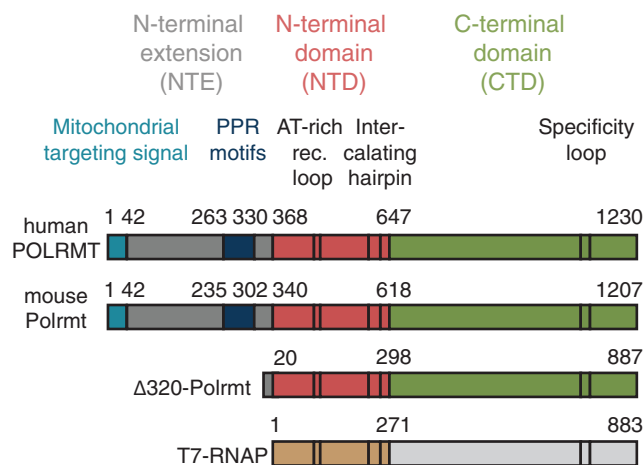 N-terminal extension (NTE)
N-terminal domain (NTD)
C-terminal domain (CTD)
Mitochondrial targeting signal
PPR motifs
AT-rich rec. loop
Inter- calating hairpin
Specificity loop
human POLRMT
1 42 263 330 368 647 1230
mouse Polrmt
1 42 235 302 340 618 1207
Δ320-Polrmt
20 298 887
T7-RNAP
1 271 883